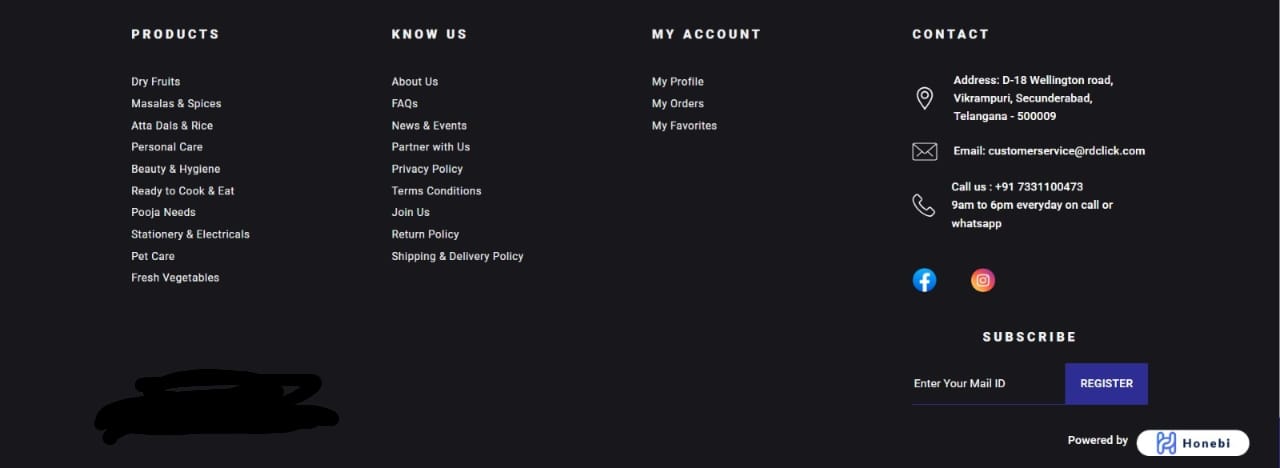 PRODUCTS
Dry Fruits
Masalas & Spices
Atta Dals & Rice
Personal Care
Beauty & Hygiene
Ready to Cook & Eat
Pooja Needs
Stationery & Electricals
Pet Care
Fresh Vegetables
KNOW US
About Us
FAQs
News & Events
Partner with Us
Privacy Policy
Terms Conditions
Join Us
Return Policy
Shipping & Delivery Policy
MY ACCOUNT
My Profile
My Orders
My Favorites
CONTACT
Address: D-18 Wellington road,
Vikrampuri, Secunderabad,
Telangana - 500009
Email: customerservice@rdclick.com
Call us : +91 7331100473
9am to 6pm everyday on call or
whatsapp
SUBSCRIBE
Enter Your Mail ID
REGISTER
Powered by
Honebi